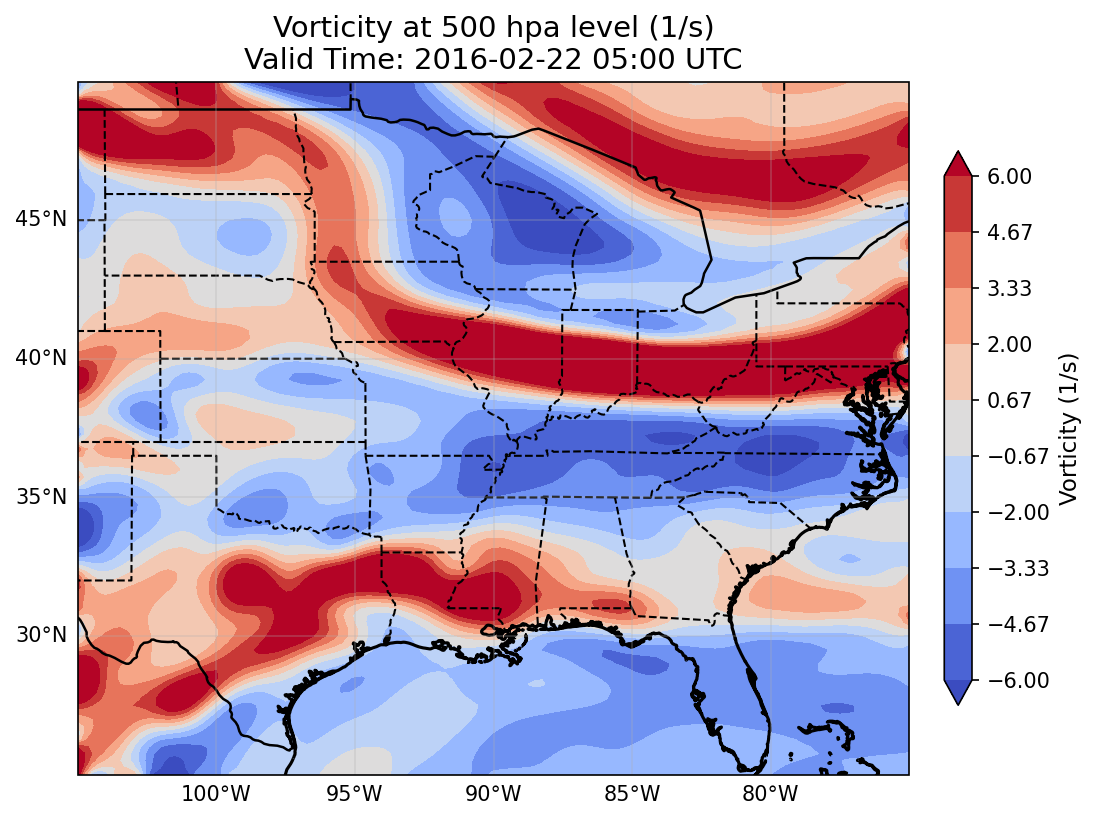 Vorticity at 500 hpa level (1/s)
Valid Time: 2016-02-22 05:00 UTC
45°N
40°N
35°N
30°N
100°W
95°W
90°W
85°W
80°W
6.00
4.67
3.33
2.00
0.67
−0.67
−2.00
−3.33
−4.67
−6.00
Vorticity (1/s)